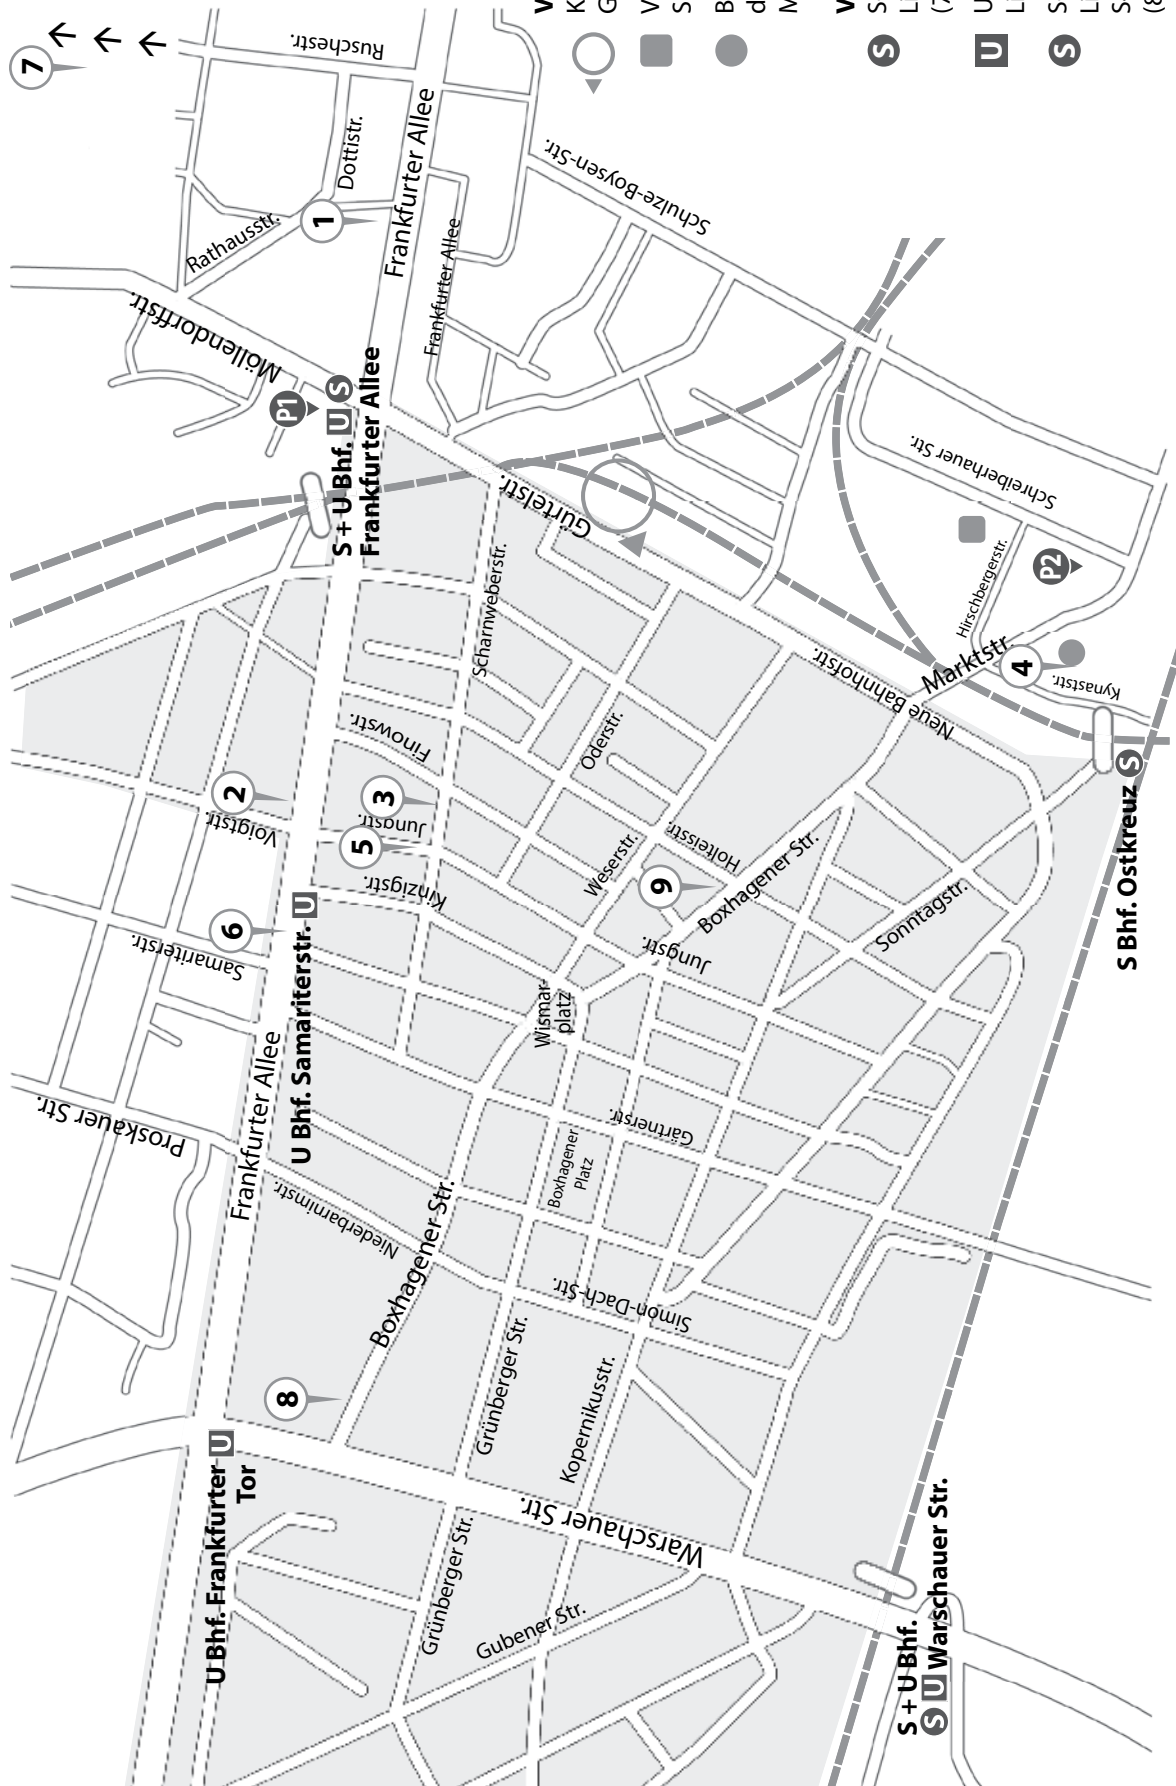 7
Ruschestr.
Dottistr.
Rathausstr.
1
Frankfurter Allee
Frankfurter Allee
Schulze-Boysen-Str.
Möllendorffstr.
P1
S + U Bhf. U S
Frankfurter Allee
Gürtelstr.
Schreiberhauer Str.
Hirschbergerstr.
P2
Marktstr.
4
Kynaststr.
Neue Bahnhofstr.
S Bhf. Ostkreuz S
Scharnweberstr.
Oderstr.
Finowstr.
2
Voigtstr.
3
Jungstr.
5
Kinzigstr.
Weserstr.
Holteistr.
9
Boxhagener Str.
Sonntagstr.
Jungstr.
6
Samariterstr.
U Bhf. Samariterstr. U
Wismar-
platz
Frankfurter Allee
Proskauer Str.
Niederbarnimstr.
Gärtnerstr.
Boxhagener
Platz
Boxhagener Str.
Simon-Dach-Str.
8
Grünberger Str.
Kopernikusstr.
U Bhf. Frankfurter U
Tor
Warschauer Str.
Grünberger Str.
Gubener Str.
S + U Bhf.
S U Warschauer Str.
S
U
S